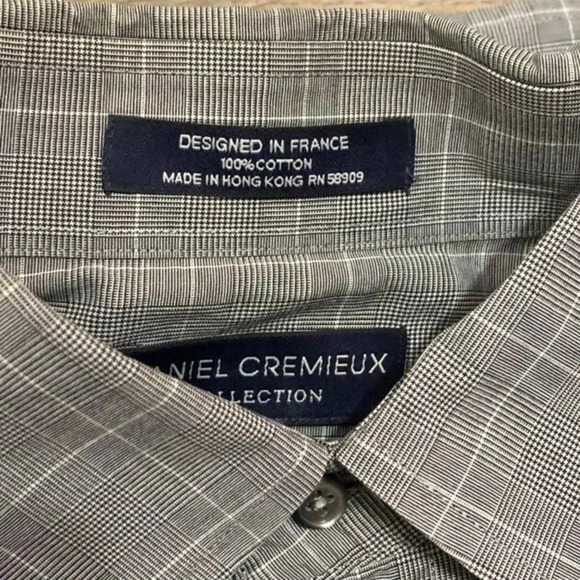 DESIGNED IN FRANCE
100% COTTON
MADE IN HONG KONG RN 58909
ANIEL CREMIEUX
LLECTION